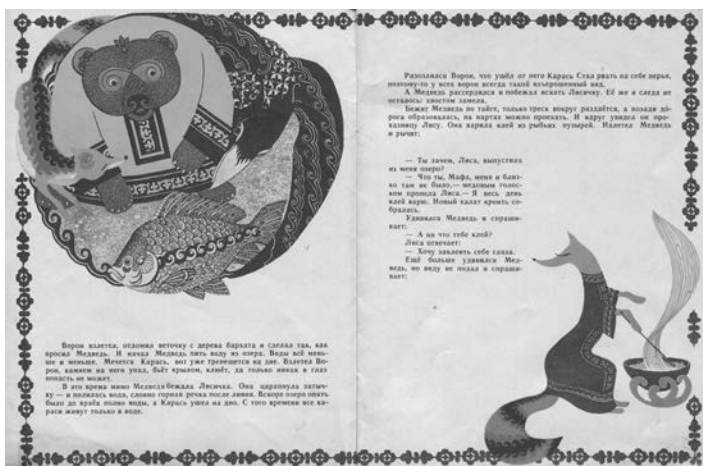 Ворон взлетел, отломил веточку с дерева бархата и сделал так, как
просил Медведь. И начал Медведь пить воду из озера. Воды всё мень-
ше и меньше. Мечется Карась, вот уже трепещется на дне. Взлетел Во-
рон, камнем на него упал, бьёт крылом, клюёт, да только никак в глаз
попасть не может.
В это время мимо Медведя бежала Лисичка. Она царапнула затыч-
ку — и полилась вода, словно горная речка после ливня. Вскоре озеро опять
было до краёв полно воды, а Карась ушел на дно. С того времени все ка-
раси живут только в воде.
Разозлился Ворон, что ушёл от него Карась Стал рвать на себе перья,
поэтому-то у всех ворон всегда такой взъерошенный вид.
А Медведь рассердился и побежал искать Лисичку. Её же и следа не
осталось: хвостом замела.
Бежит Медведь по тайге, только треск вокруг раздаётся, а позади до-
рога образовалась, на нартах можно проехать. И вдруг увидел он про-
казницу Лису. Она варила клей из рыбьих пузырей. Налетел Медведь
и рычит:
— Ты зачем, Лиса, выпустила
из меня озеро?
— Что ты, Мафа, меня и близ-
ко там не было,— медовым голос-
ком пропела Лиса.— Я весь день
клей варю. Новый халат кроить со-
бралась.
Удивился Медведь и спраши-
вает:
— А на что тебе клей?
Лиса отвечает:
— Хочу заклеить себе глаза.
Ещё больше удивился Мед-
ведь, но виду не подал и спраши-
вает: